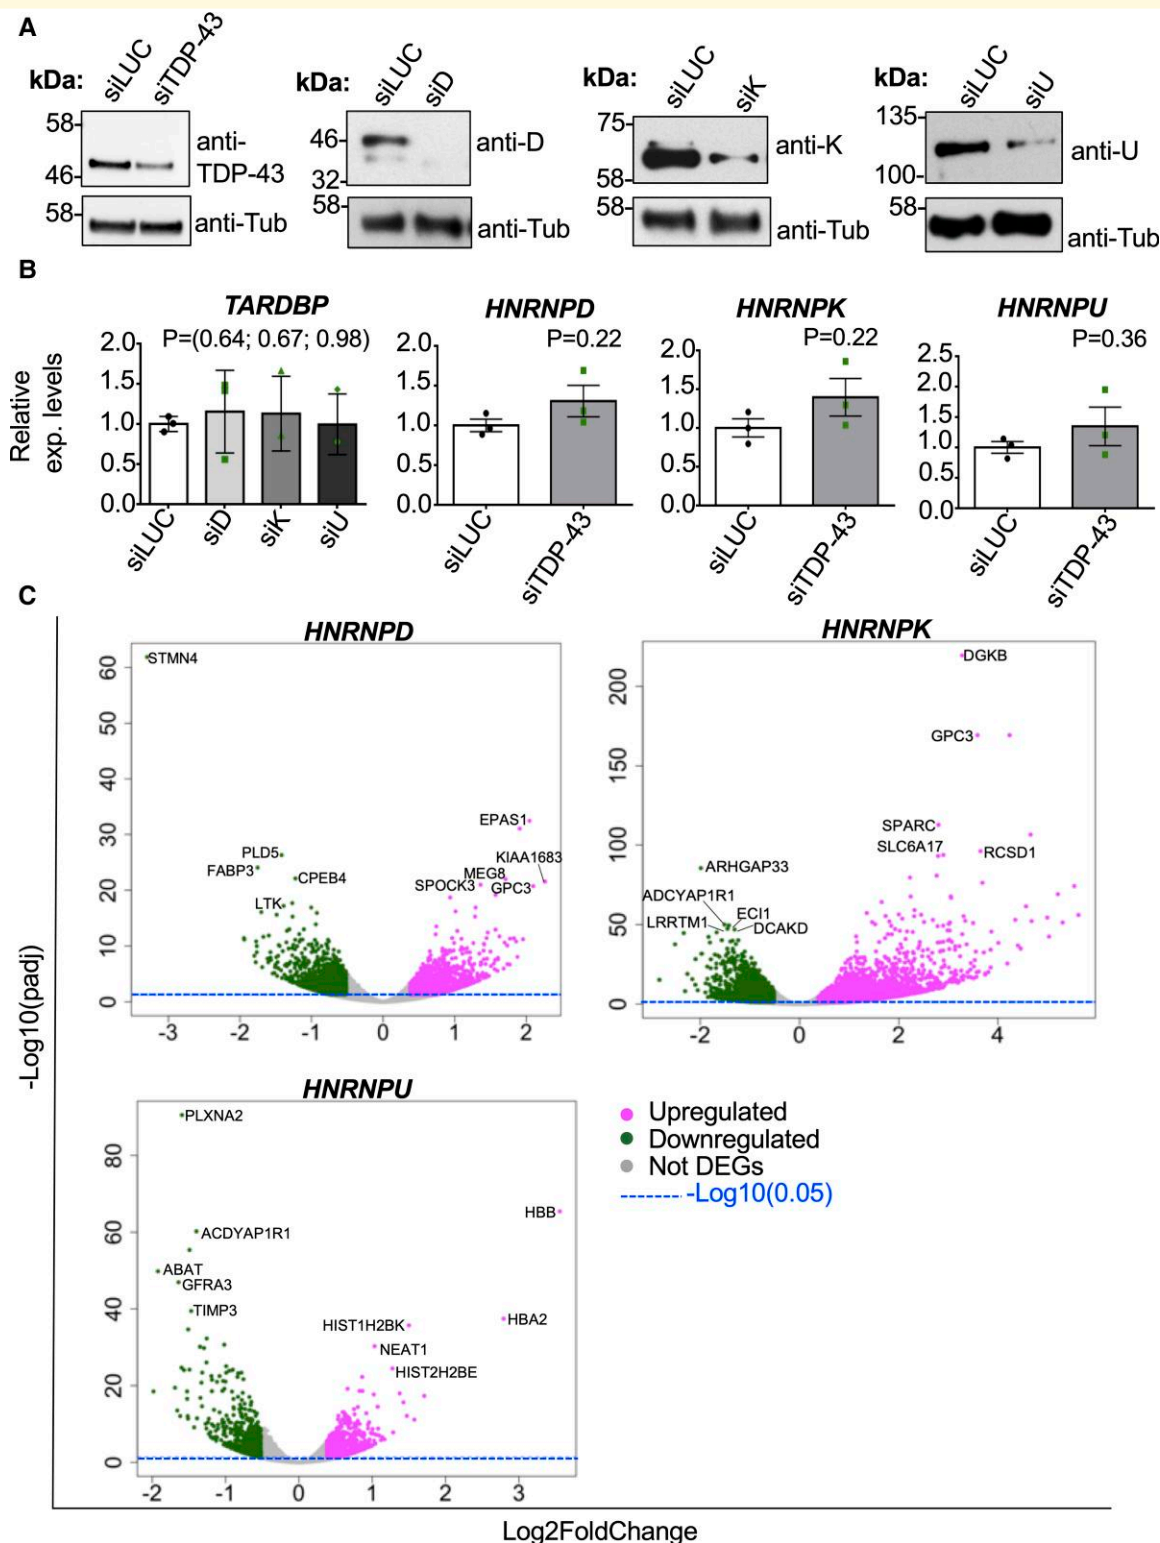 A
kDa: siLUC siTDP-43
58-
46-
anti-
TDP-43
58-
anti-Tub
kDa: siLUC siD
46-
32-
anti-D
58-
anti-Tub
kDa: siLUC siK
75-
58-
anti-K
58-
anti-Tub
kDa: siLUC siU
135-
100-
anti-U
58-
anti-Tub
B
Relative
exp. levels
TARDBP
P=(0.64; 0.67; 0.98)
2.0
1.5
1.0
0.5
0.0
siLUC siD siK siU
HNRNPD
P=0.22
2.0
1.5
1.0
0.5
0.0
siLUC siTDP-43
HNRNPK
P=0.22
2.0
1.5
1.0
0.5
0.0
siLUC siTDP-43
HNRNPU
P=0.36
2.5
2.0
1.5
1.0
0.5
0.0
siLUC siTDP-43
C
-Log10(padj)
HNRNPD
60
50
40
30
20
10
0
STMN4
EPAS1
PLD5
KIAA1683
FABP3
MEG8
CPEB4
SPOCK3
GPC3
LTK
-3 -2 -1 0 1 2
HNRNPK
200
150
100
50
0
DGKB
GPC3
SPARC
SLC6A17
RCSD1
ARHGAP33
ADCYAP1R1
ECI1
LRRTM1
DCAKD
-2 0 2 4
HNRNPU
80
60
40
20
0
PLXNA2
HBB
ACDYAP1R1
ABAT
GFRA3
TIMP3
HBA2
HIST1H2BK
NEAT1
HIST2H2BE
-2 -1 0 1 2 3
Upregulated
Downregulated
Not DEGs
-Log10(0.05)
Log2FoldChange